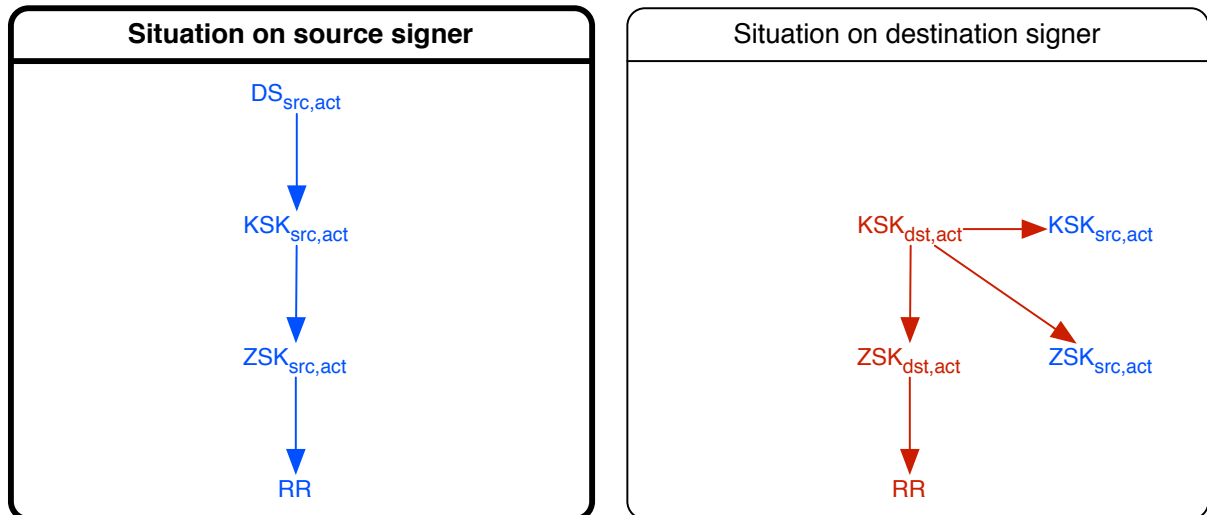 Situation on source signer
DSsrc,act
KSKsrc,act
ZSKsrc,act
RR
Situation on destination signer
KSKdst,act KSKsrc,act
ZSKdst,act ZSKsrc,act
RR